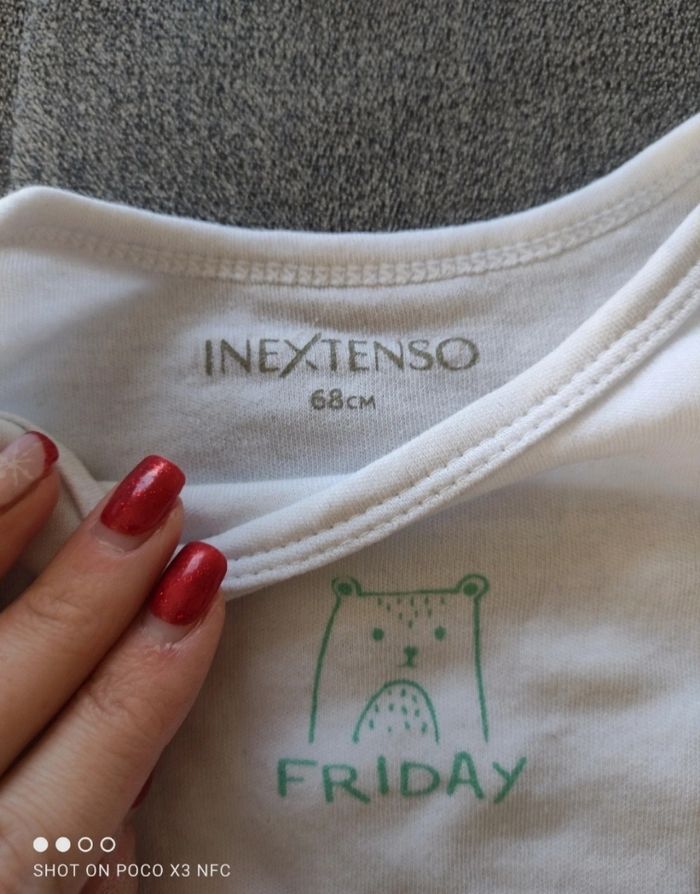 INEXTENSO
68CM
FRIDAY
SHOT ON POCO X3 NFC